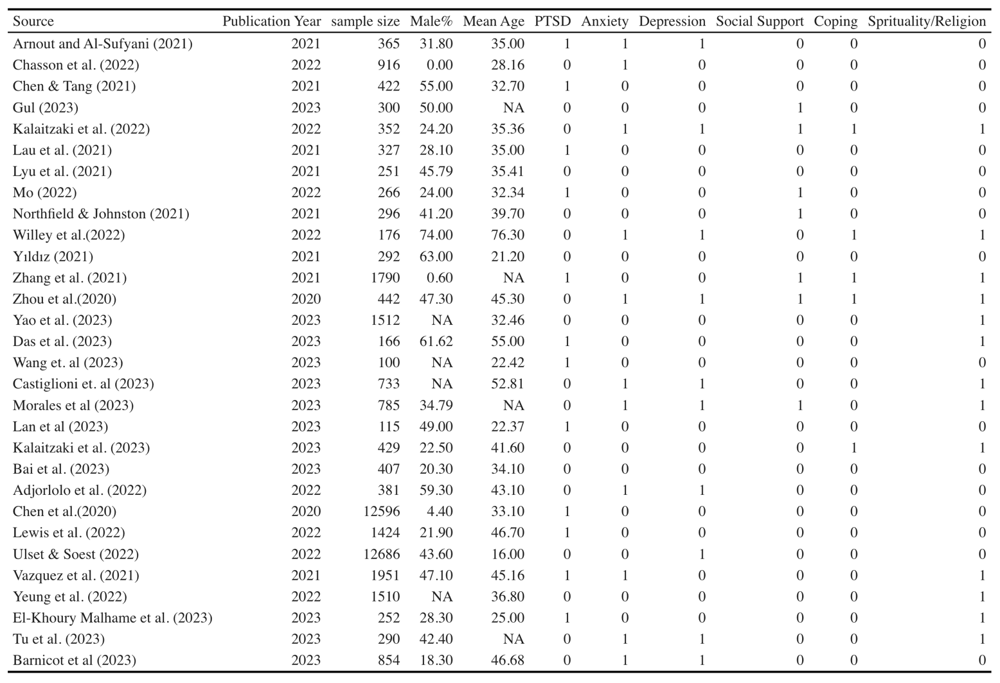 Source Publication Year sample size Male% Mean Age PTSD Anxiety Depression Social Support Coping Sprituality/Religion
Arnout and Al-Sufyani (2021) 2021 365 31.80 35.00 1 1 1 0 0 0
Chasson et al. (2022) 2022 916 0.00 28.16 0 1 0 0 0 0
Chen & Tang (2021) 2021 422 55.00 32.70 1 0 0 0 0 0
Gul (2023) 2023 300 50.00 NA 0 0 0 1 0 0
Kalaitzaki et al. (2022) 2022 352 24.20 35.36 0 1 1 1 1 1
Lau et al. (2021) 2021 327 28.10 35.00 1 0 0 0 0 0
Lyu et al. (2021) 2021 251 45.79 35.41 0 0 0 0 0 0
Mo (2022) 2022 266 24.00 32.34 1 0 0 1 0 0
Northfield & Johnston (2021) 2021 296 41.20 39.70 0 0 0 1 0 0
Willey et al.(2022) 2022 176 74.00 76.30 0 1 1 0 1 1
Yıldız (2021) 2021 292 63.00 21.20 0 0 0 0 0 0
Zhang et al. (2021) 2021 1790 0.60 NA 1 0 0 1 1 1
Zhou et al.(2020) 2020 442 47.30 45.30 0 1 1 1 1 1
Yao et al. (2023) 2023 1512 NA 32.46 0 0 0 0 0 1
Das et al. (2023) 2023 166 61.62 55.00 1 0 0 0 0 1
Wang et. al (2023) 2023 100 NA 22.42 1 0 0 0 0 0
Castiglioni et. al (2023) 2023 733 NA 52.81 0 1 1 0 0 1
Morales et al (2023) 2023 785 34.79 NA 0 1 1 1 0 1
Lan et al (2023) 2023 115 49.00 22.37 1 0 0 0 0 0
Kalaitzaki et al. (2023) 2023 429 22.50 41.60 0 0 0 0 1 1
Bai et al. (2023) 2023 407 20.30 34.10 0 0 0 0 0 0
Adjorlolo et al. (2022) 2022 381 59.30 43.10 0 1 1 0 0 0
Chen et al.(2020) 2020 12596 4.40 33.10 1 0 0 0 0 0
Lewis et al. (2022) 2022 1424 21.90 46.70 1 0 0 0 0 0
Ulset & Soest (2022) 2022 12686 43.60 16.00 0 0 1 0 0 0
Vazquez et al. (2021) 2021 1951 47.10 45.16 1 1 0 0 0 1
Yeung et al. (2022) 2022 1510 NA 36.80 0 0 0 0 0 1
El-Khoury Malhame et al. (2023) 2023 252 28.30 25.00 1 0 0 0 0 1
Tu et al. (2023) 2023 290 42.40 NA 0 1 1 0 0 1
Barnicot et al (2023) 2023 854 18.30 46.68 0 1 1 0 0 0